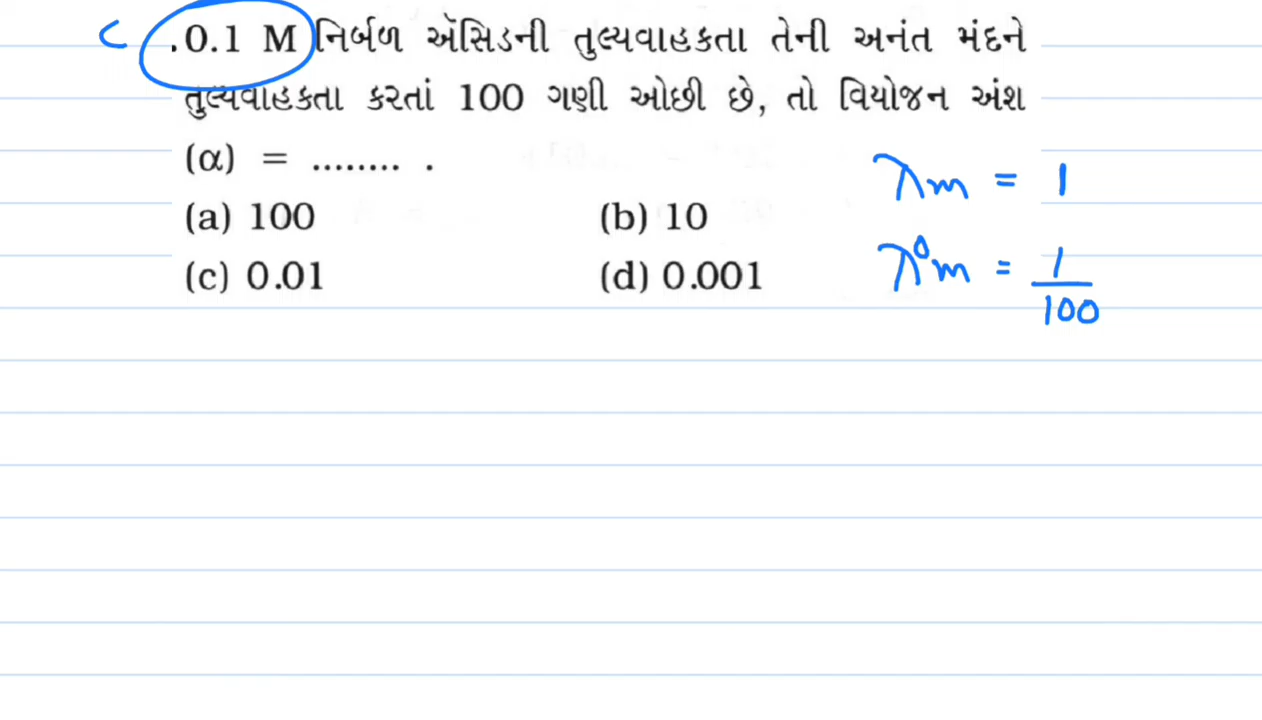 C .0.1 M નિર્બળ ઍસિડની તુલ્યવાહકતા તેની અનંત મંદને
તુલ્યવાહકતા કરતાં 100 ગણી ઓછી છે, તો વિયોજન અંશ
(α) = ........ .
λm = 1
(a) 100 (b) 10
λ°m = 1/100
(c) 0.01 (d) 0.001